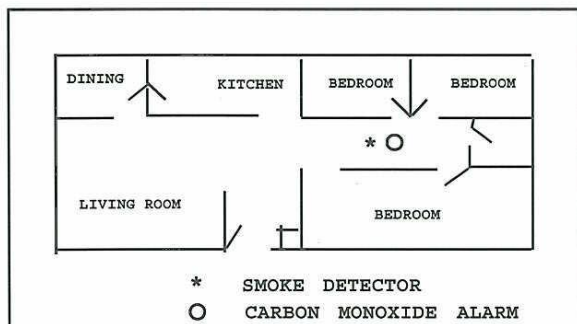 DINING
KITCHEN
BEDROOM
BEDROOM
LIVING ROOM
BEDROOM
* SMOKE DETECTOR
CARBON MONOXIDE ALARM